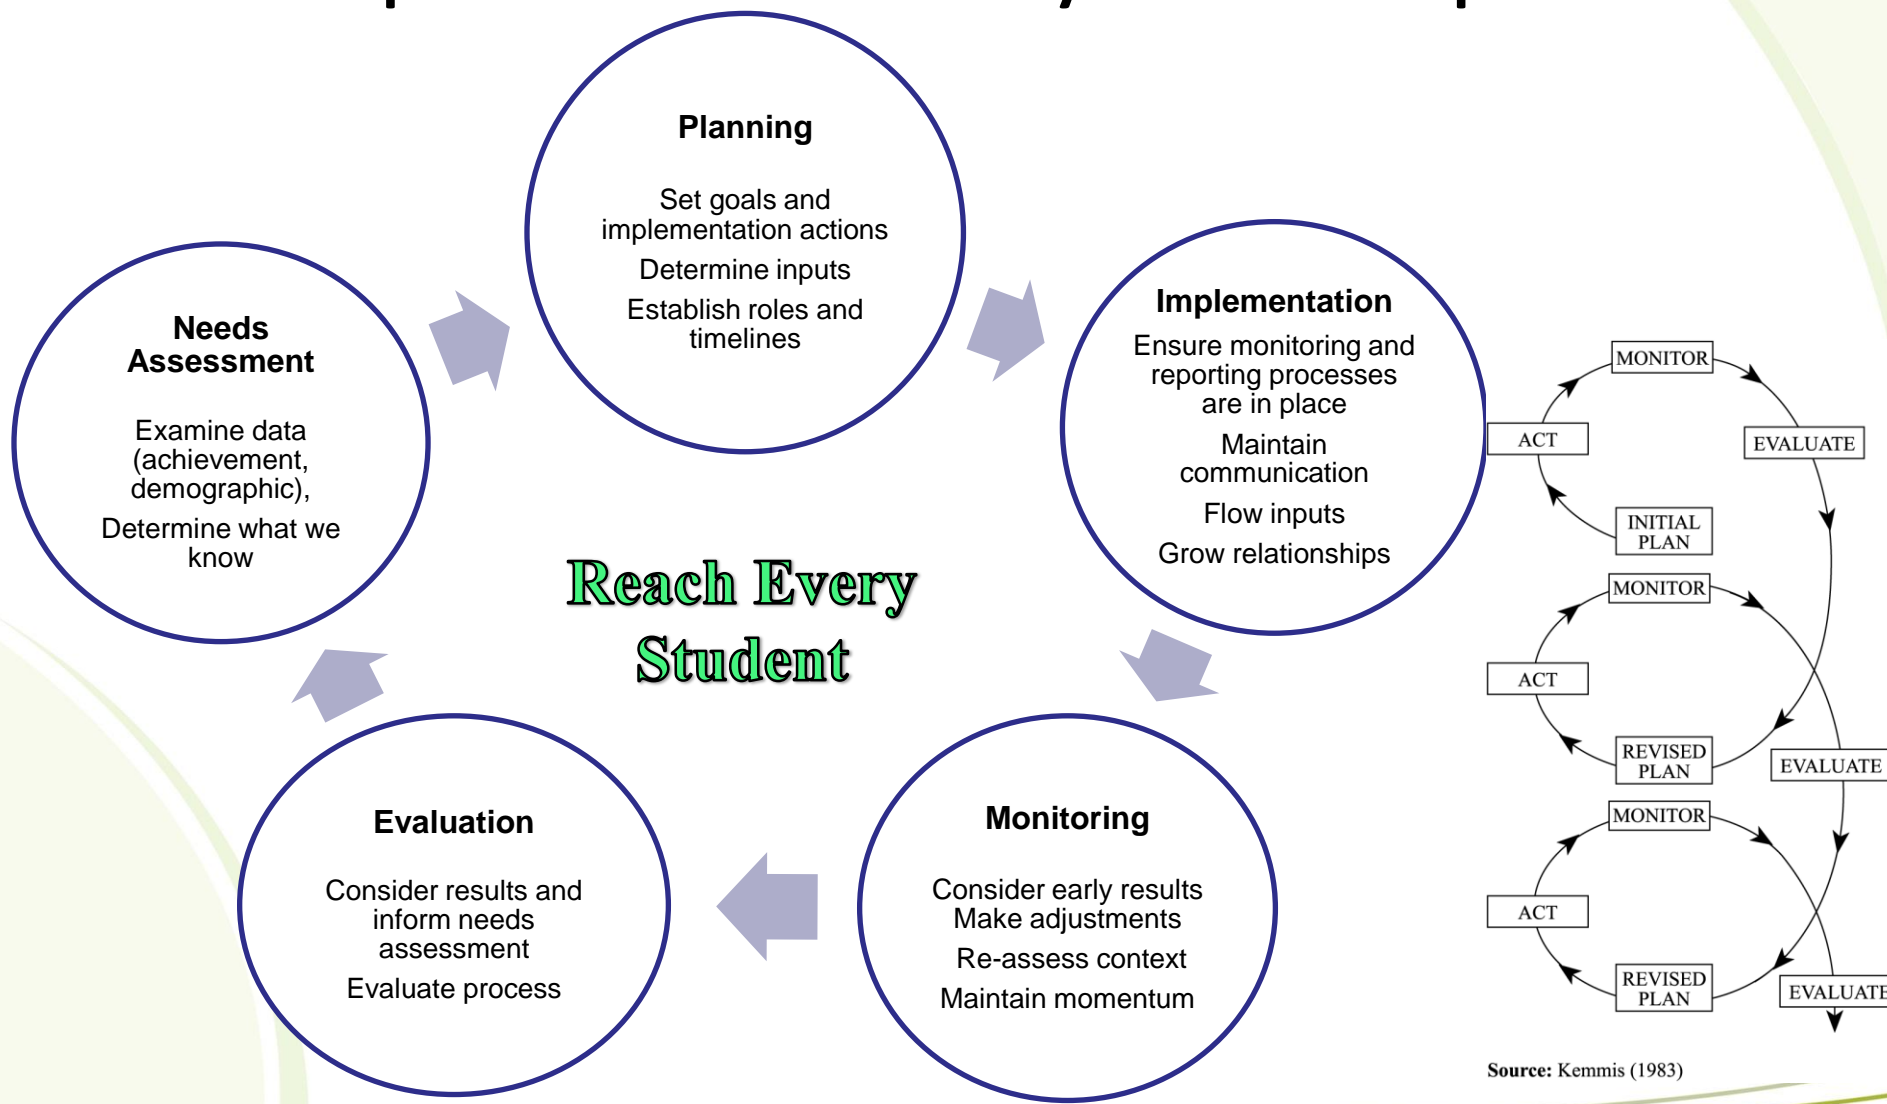 Planning
Set goals and
implementation actions
Determine inputs
Establish roles and
timelines
Implementation
Ensure monitoring and
reporting processes
are in place
Maintain
communication
Flow inputs
Grow relationships
Monitoring
Consider early results
Make adjustments
Re-assess context
Maintain momentum
Evaluation
Consider results and
inform needs
assessment
Evaluate process
Needs
Assessment
Examine data
(achievement,
demographic),
Determine what we
know
Reach Every
Student
MONITOR
ACT
EVALUATE
INITIAL
PLAN
MONITOR
ACT
REVISED
PLAN
EVALUATE
MONITOR
ACT
REVISED
PLAN
EVALUATE
Source: Kemmis (1983)